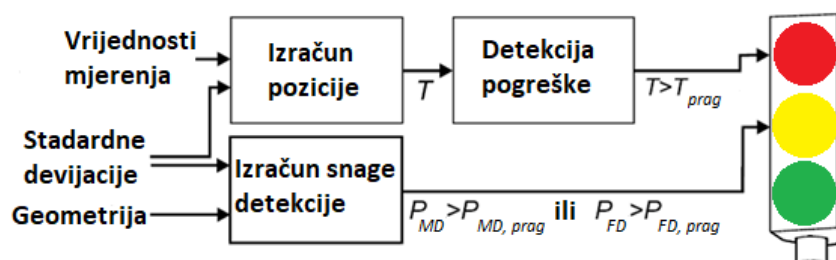 Vrijednosti
mjerenja
Izračun
pozicije
T
Detekcija
pogreške
T>T prag
Stadardne
devijacije
Geometrija
Izračun snage
detekcije
P MD >P MD, prag ili P FD >P FD, prag